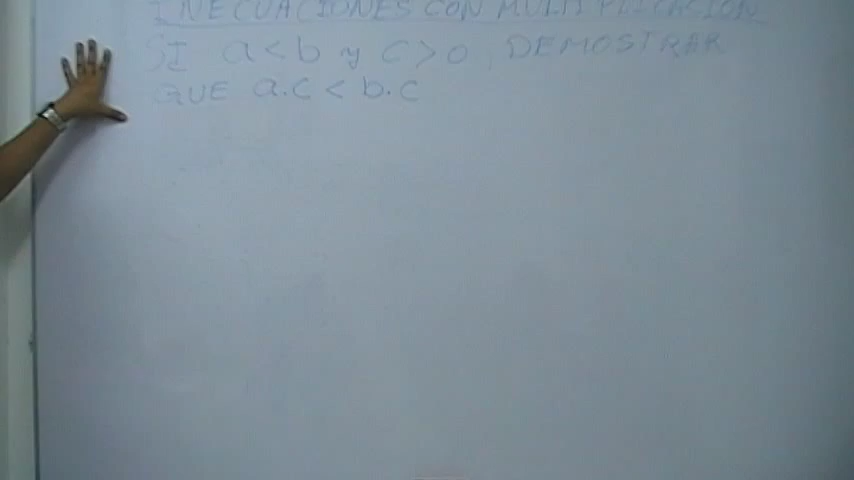 INECUACIONES CON MULTIPLICACION
SI a < b y c > 0 ; DEMOSTRAR
QUE a.c < b.c